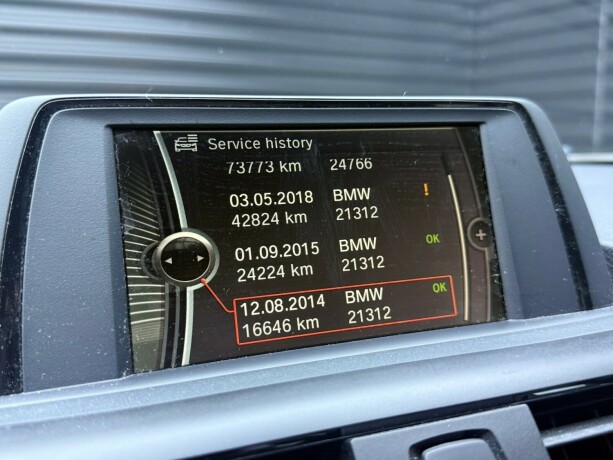 Service history
73773 km 24766
03.05.2018 BMW !
42824 km 21312
01.09.2015 BMW OK
24224 km 21312
12.08.2014 BMW OK
16646 km 21312
+